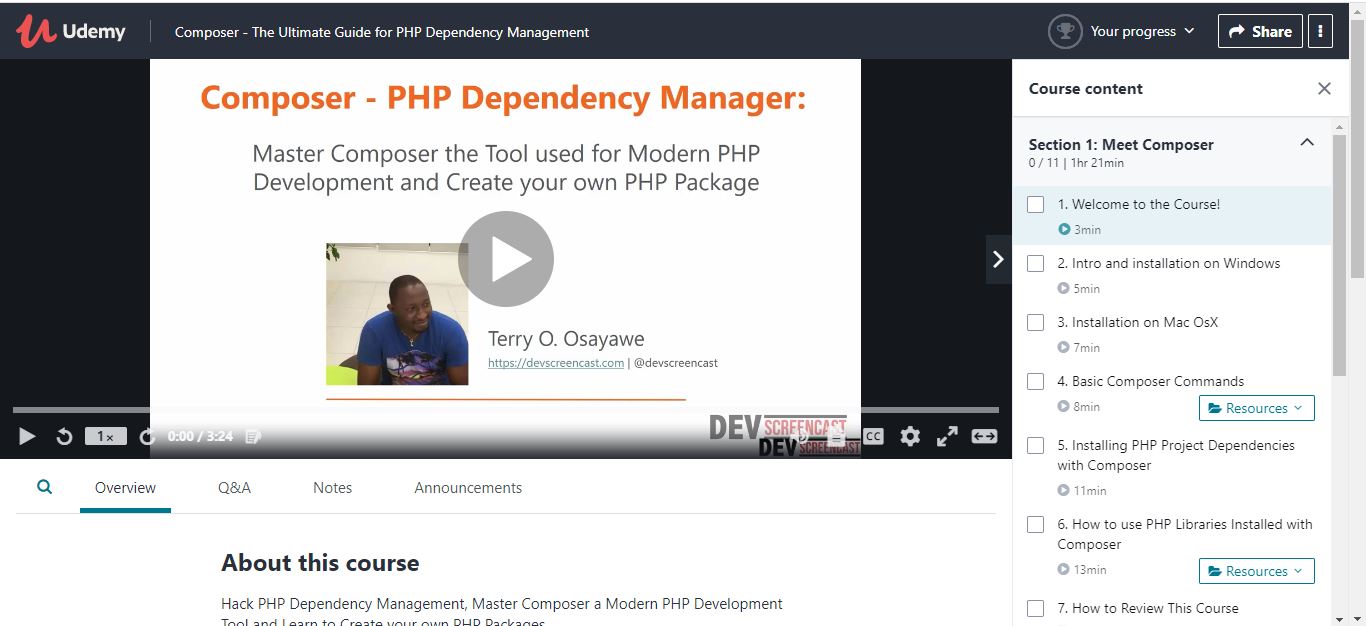 Udemy
Composer - The Ultimate Guide for PHP Dependency Management
Your progress
Share
Composer - PHP Dependency Manager:
Master Composer the Tool used for Modern PHP
Development and Create your own PHP Package
Terry O. Osayawe
https://devscreencast.com | @devscreencast
DEVSCREENCAST
DEVSCREENCAST
1x
0:00 / 3:24
CC
Overview
Q&A
Notes
Announcements
About this course
Hack PHP Dependency Management, Master Composer a Modern PHP Development
Tool and Learn to Create your own PHP Packages
Course content
Section 1: Meet Composer
0 / 11 | 1hr 21min
1. Welcome to the Course!
3min
2. Intro and installation on Windows
5min
3. Installation on Mac OsX
7min
4. Basic Composer Commands
8min
Resources
5. Installing PHP Project Dependencies
with Composer
11min
6. How to use PHP Libraries Installed with
Composer
13min
Resources
7. How to Review This Course